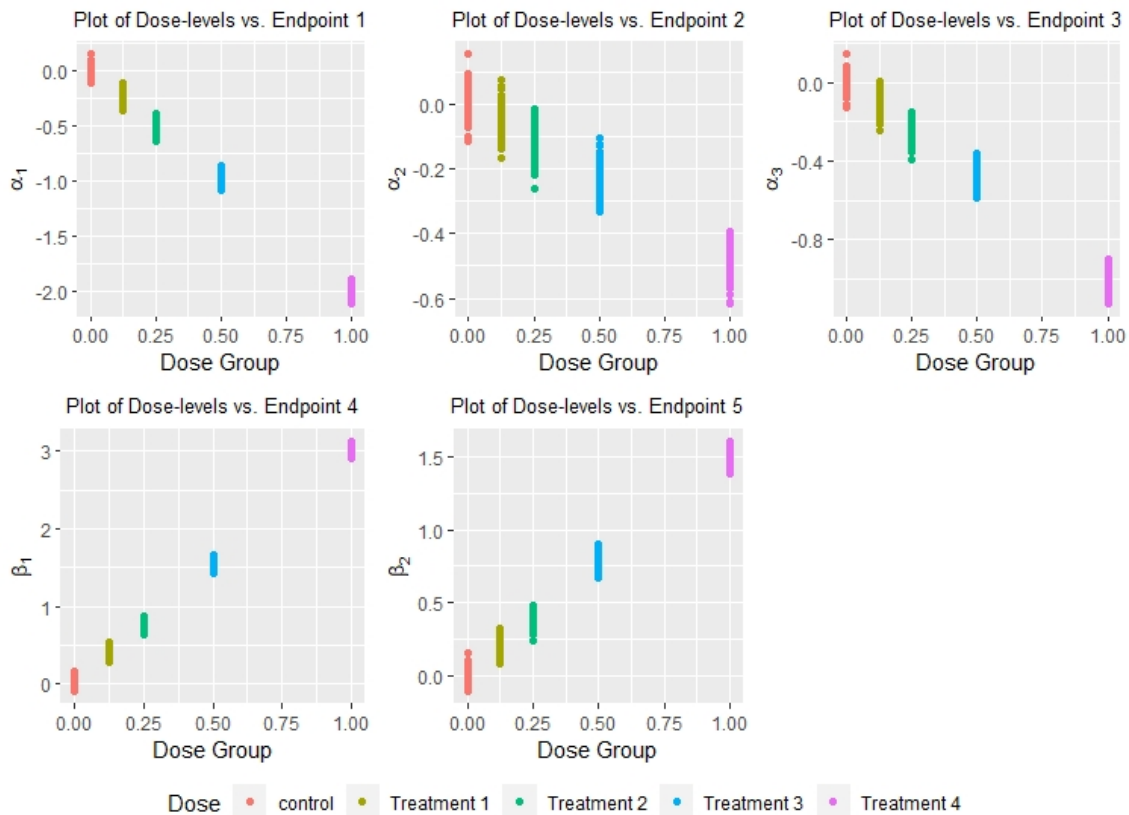 Plot of Dose-levels vs. Endpoint 1
0.0
-0.5
-1.0
-1.5
-2.0
α1
0.00 0.25 0.50 0.75 1.00
Dose Group
Plot of Dose-levels vs. Endpoint 2
0.0
-0.2
-0.4
-0.6
α2
0.00 0.25 0.50 0.75 1.00
Dose Group
Plot of Dose-levels vs. Endpoint 3
0.0
-0.4
-0.8
α3
0.00 0.25 0.50 0.75 1.00
Dose Group
Plot of Dose-levels vs. Endpoint 4
3
2
1
0
β1
0.00 0.25 0.50 0.75 1.00
Dose Group
Plot of Dose-levels vs. Endpoint 5
1.5
1.0
0.5
0.0
β2
0.00 0.25 0.50 0.75 1.00
Dose Group
Dose control Treatment 1 Treatment 2 Treatment 3 Treatment 4